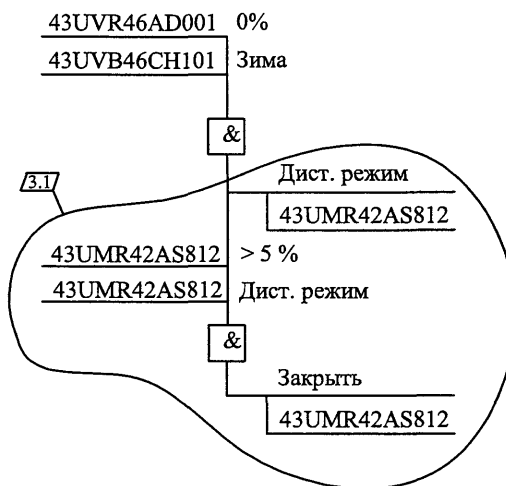 43UVR46AD001 0%
43UVB46CH101 Зима
&
3.1
Дист. режим
43UMR42AS812
43UMR42AS812 > 5 %
43UMR42AS812 Дист. режим
&
Закрыть
43UMR42AS812